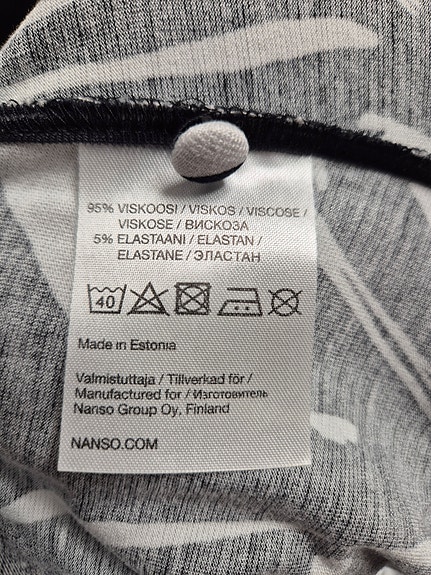 95% VISKOOSI / VISKOS / VISCOSE /
VISKOSE / ВИСКОЗА
5% ELASTAANI / ELASTAN /
ELASTANE / ЭЛАСТАН
40
Made in Estonia
Valmistuttaja / Tillverkad för /
Manufactured for / Изготовитель
Nanso Group Oy, Finland
NANSO.COM